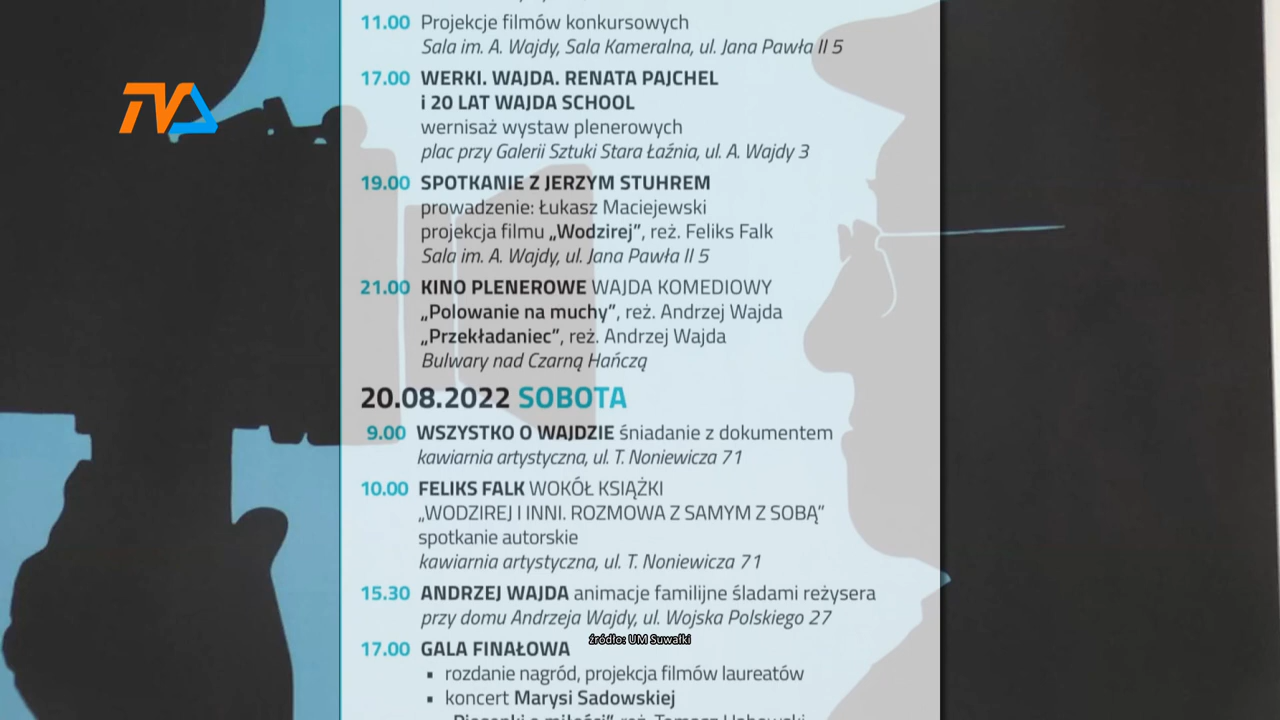 11.00 Projekcje filmów konkursowych
Sala im. A. Wajdy, Sala Kameralna, ul. Jana Pawła II 5
TVA
17.00 WERKI. WAJDA. RENATA PAJCHEL
i 20 LAT WAJDA SCHOOL
wernisaż wystaw plenerowych
plac przy Galerii Sztuki Stara Łaźnia, ul. A. Wajdy 3
19.00 SPOTKANIE Z JERZYM STUHREM
prowadzenie: Łukasz Maciejewski
projekcja filmu „Wodzirej”, reż. Feliks Falk
Sala im. A. Wajdy, ul. Jana Pawła II 5
21.00 KINO PLENEROWE WAJDA KOMEDIOWY
„Polowanie na muchy”, reż. Andrzej Wajda
„Przekładaniec”, reż. Andrzej Wajda
Bulwary nad Czarną Hańczą
20.08.2022 SOBOTA
9.00 WSZYSTKO O WAJDZIE śniadanie z dokumentem
kawiarnia artystyczna, ul. T. Noniewicza 71
10.00 FELIKS FALK WOKÓŁ KSIĄŻKI
„WODZIREJ I INNI. ROZMOWA Z SAMYM Z SOBĄ”
spotkanie autorskie
kawiarnia artystyczna, ul. T. Noniewicza 71
15.30 ANDRZEJ WAJDA animacje familijne śladami reżysera
przy domu Andrzeja Wajdy, ul. Wojska Polskiego 27
źródło: UM Suwałki
17.00 GALA FINAŁOWA
▪ rozdanie nagród, projekcja filmów laureatów
▪ koncert Marysi Sadowskiej